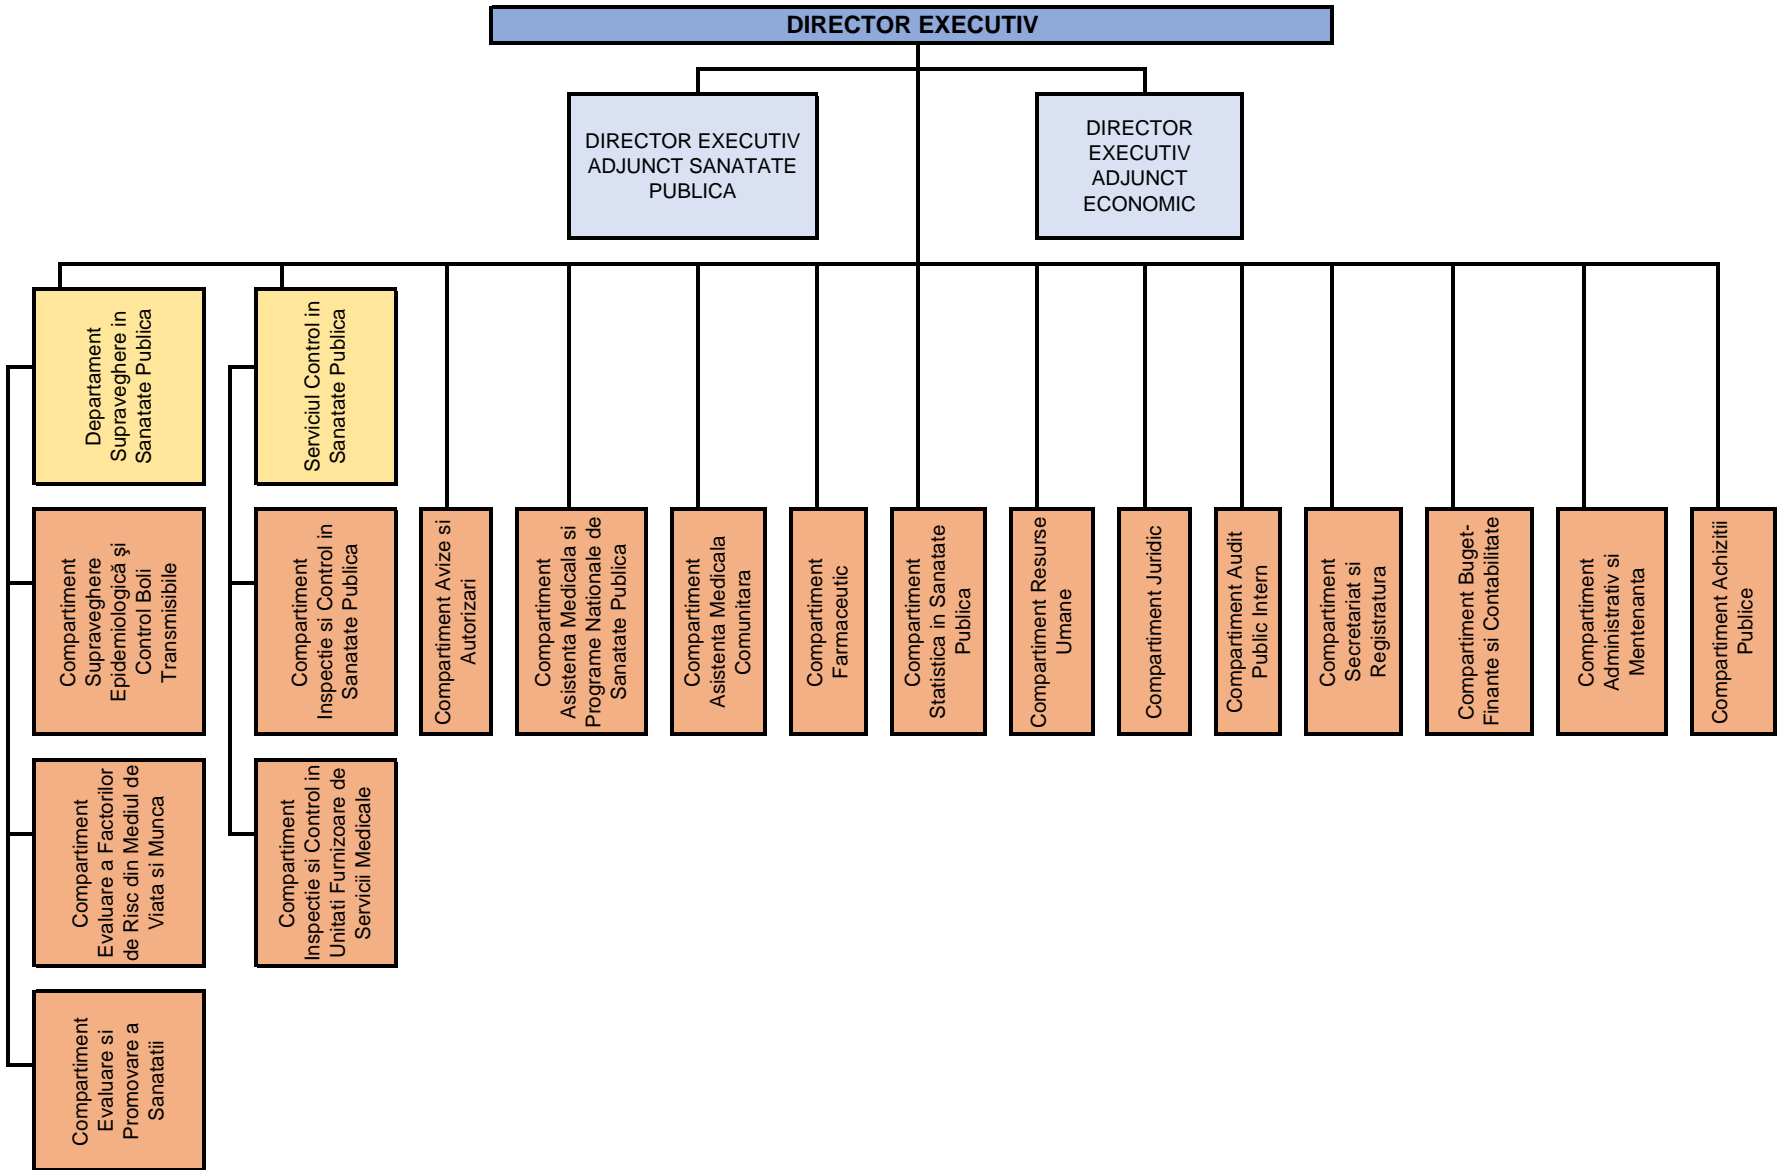 DIRECTOR EXECUTIV
DIRECTOR EXECUTIV
ADJUNCT SANATATE
PUBLICA
DIRECTOR
EXECUTIV
ADJUNCT
ECONOMIC
Departament
Supraveghere in
Sanatate Publica
Serviciul Control in
Sanatate Publica
Compartiment
Supraveghere
Epidemiologică şi
Control Boli
Transmisibile
Compartiment
Inspectie si Control in
Sanatate Publica
Compartiment Avize si
Autorizari
Compartiment
Asistenta Medicala si
Programe Nationale de
Sanatate Publica
Compartiment
Asistenta Medicala
Comunitara
Compartiment
Farmaceutic
Compartiment
Statistica in Sanatate
Publica
Compartiment Resurse
Umane
Compartiment Juridic
Compartiment Audit
Public Intern
Compartiment
Secretariat si
Registratura
Compartiment Buget-
Finante si Contabilitate
Compartiment
Administrativ si
Mentenanta
Compartiment Achizitii
Publice
Compartiment
Evaluare a Factorilor
de Risc din Mediul de
Viata si Munca
Compartiment
Inspectie si Control in
Unitati Furnizoare de
Servicii Medicale
Compartiment
Evaluare si
Promovare a
Sanatatii